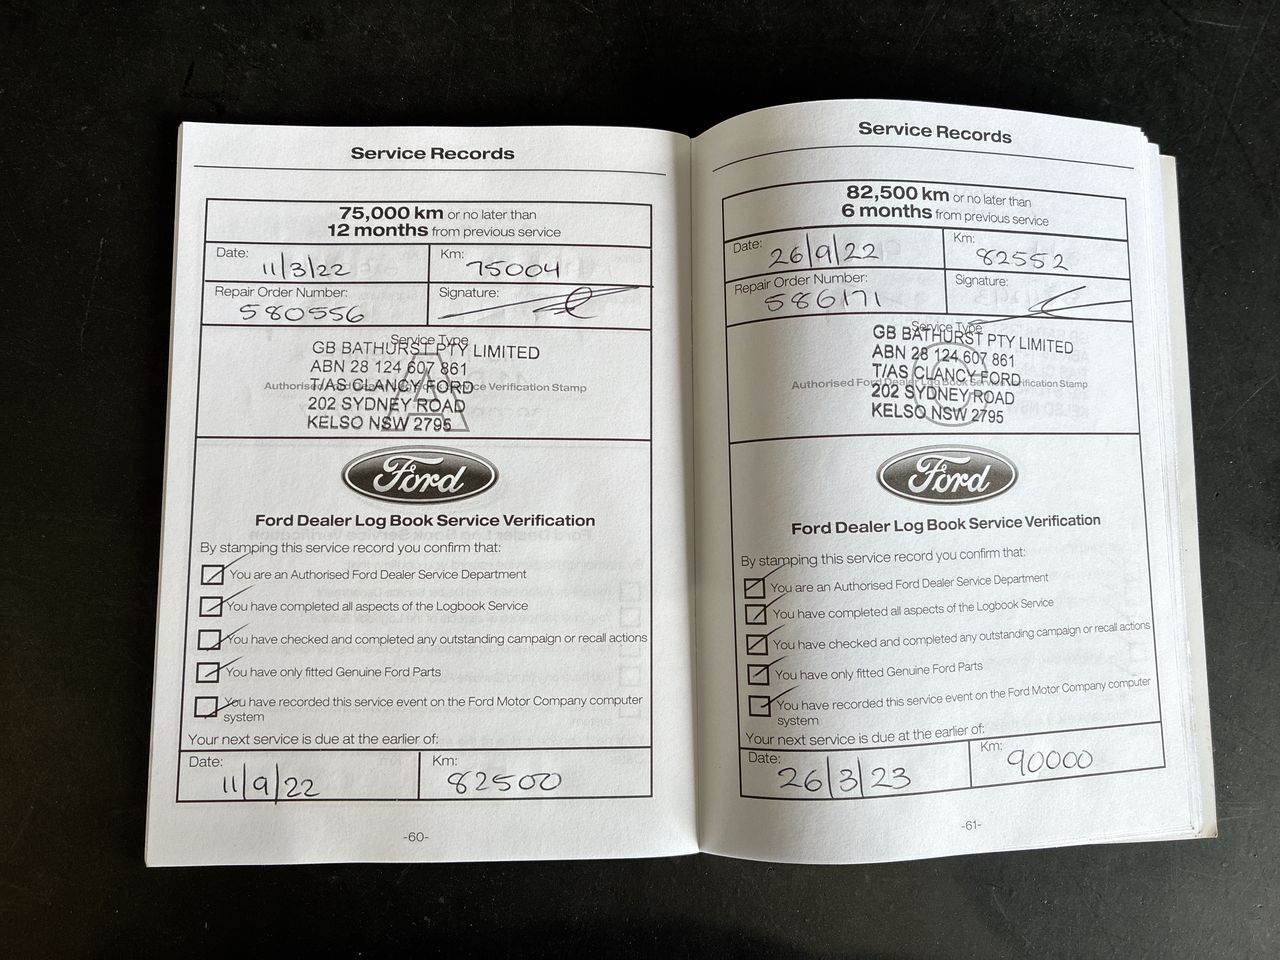 Service Records
75,000 km or no later than
12 months from previous service
Date:
11/3/22
Km:
75004
Repair Order Number:
580556
Signature:
Service Type
A
GB BATHURST PTY LIMITED
ABN 28 124 607 861
Authorised Ford Dealer Log Book Service Verification Stamp
T/AS CLANCY FORD
202 SYDNEY ROAD
KELSO NSW 2795
Ford
Ford Dealer Log Book Service Verification
By stamping this service record you confirm that:
You are an Authorised Ford Dealer Service Department
You have completed all aspects of the Logbook Service
You have checked and completed any outstanding campaign or recall actions
You have only fitted Genuine Ford Parts
You have recorded this service event on the Ford Motor Company computer
system
Your next service is due at the earlier of:
Date:
11/9/22
Km:
82500
-60-
Service Records
82,500 km or no later than
6 months from previous service
Date:
26/9/22
Km:
82552
Repair Order Number:
586171
Signature:
Service Type
C
GB BATHURST PTY LIMITED
ABN 28 124 607 861
T/AS CLANCY FORD
Authorised Ford Dealer Log Book Service Verification Stamp
202 SYDNEY ROAD
KELSO NSW 2795
Ford
Ford Dealer Log Book Service Verification
By stamping this service record you confirm that:
You are an Authorised Ford Dealer Service Department
You have completed all aspects of the Logbook Service
You have checked and completed any outstanding campaign or recall actions
You have only fitted Genuine Ford Parts
You have recorded this service event on the Ford Motor Company computer
system
Your next service is due at the earlier of:
Date:
26/3/23
Km:
90000
-61-